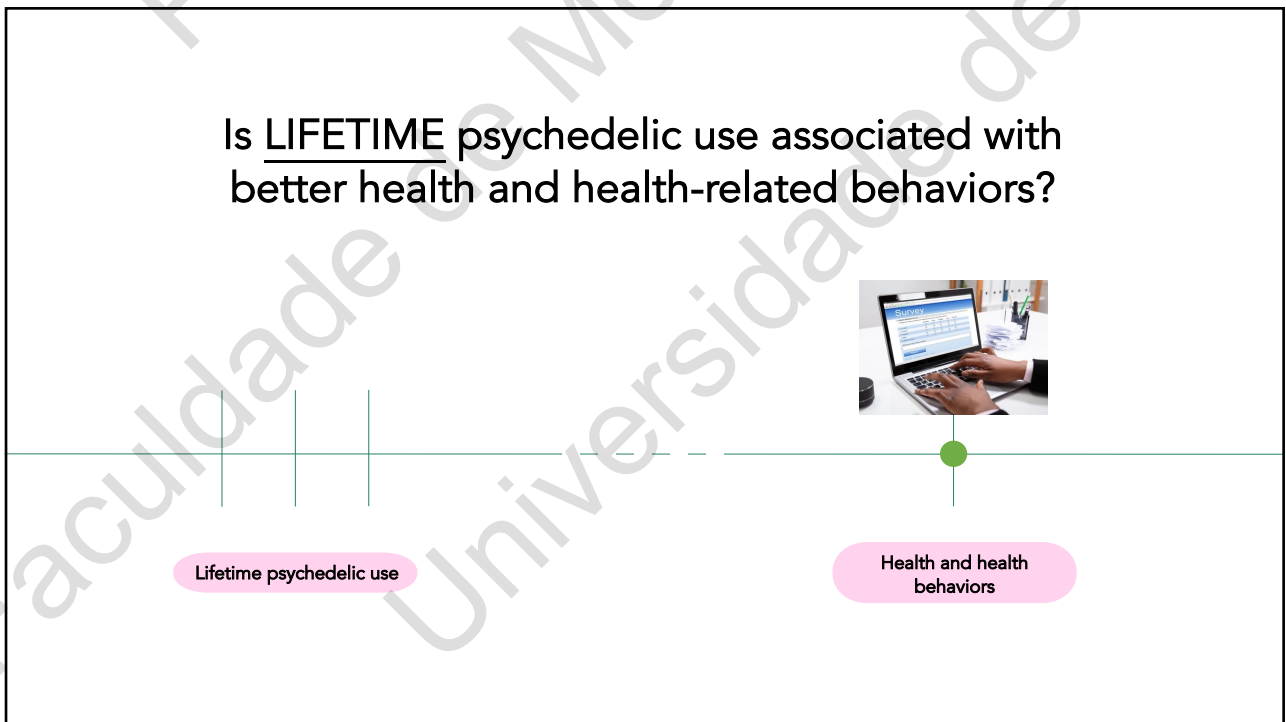 Is LIFETIME psychedelic use associated with
better health and health-related behaviors?
Survey
Lifetime psychedelic use
Health and health
behaviors
Faculdade de Me
Universidade de